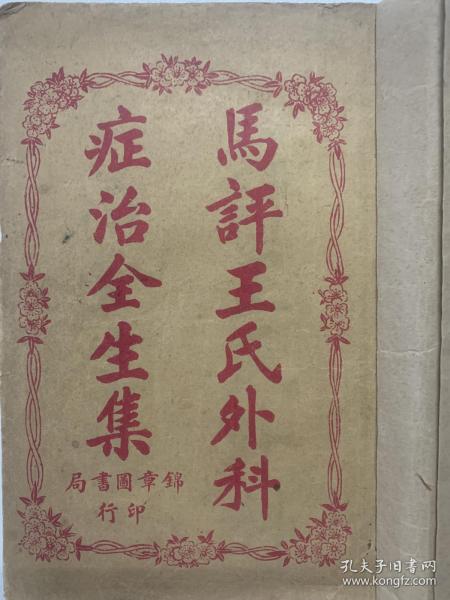 馬評王氏外科
症治全生集
錦章圖書局
印行
孔夫子旧书网
www.kongfz.com